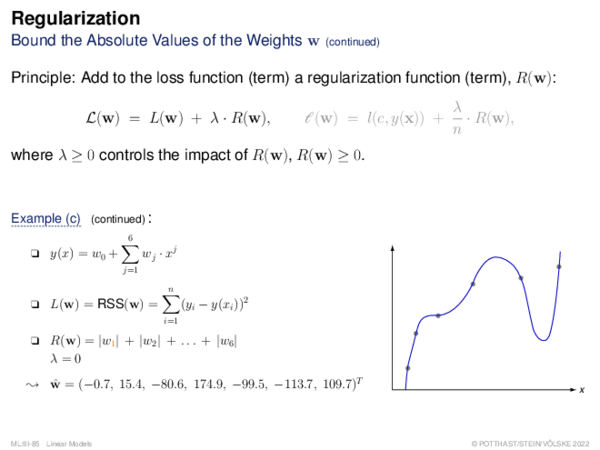 Regularization
Bound the Absolute Values of the Weights w (continued)
Principle: Add to the loss function (term) a regularization function (term), R(w):
ℒ(w) = L(w) + λ · R(w), ℓ(w) = l(c, y(x)) + λ/n · R(w),
where λ ≥ 0 controls the impact of R(w), R(w) ≥ 0.
Example (c) (continued) :
❑ y(x) = w₀ + ∑_{j=1}^{6} w_j · x^j
❑ L(w) = RSS(w) = ∑_{i=1}^{n} (y_i − y(x_i))²
❑ R(w) = |w₁| + |w₂| + … + |w₆|
λ = 0
⤳ ŵ = (−0.7, 15.4, −80.6, 174.9, −99.5, −113.7, 109.7)^T
x
ML:III-85 Linear Models
© POTTHAST/STEIN/VÖLSKE 2022